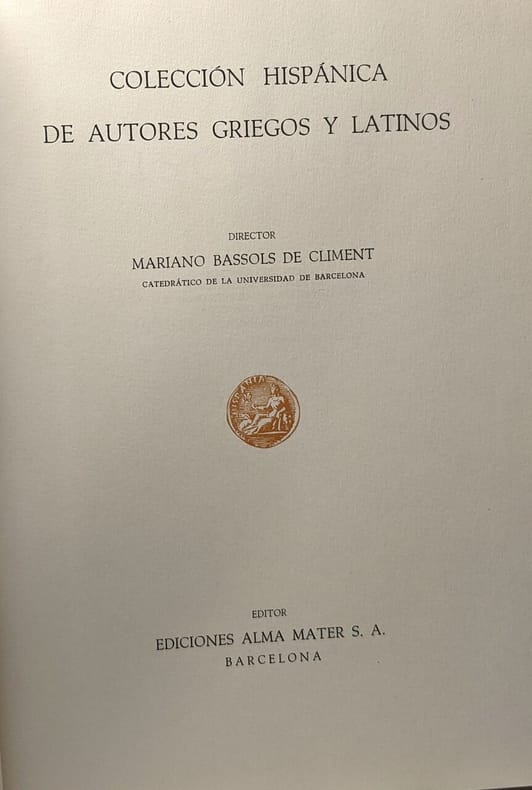 COLECCIÓN HISPÁNICA
DE AUTORES GRIEGOS Y LATINOS
DIRECTOR
MARIANO BASSOLS DE CLIMENT
CATEDRÁTICO DE LA UNIVERSIDAD DE BARCELONA
HISPANIA
EDITOR
EDICIONES ALMA MATER S. A.
BARCELONA